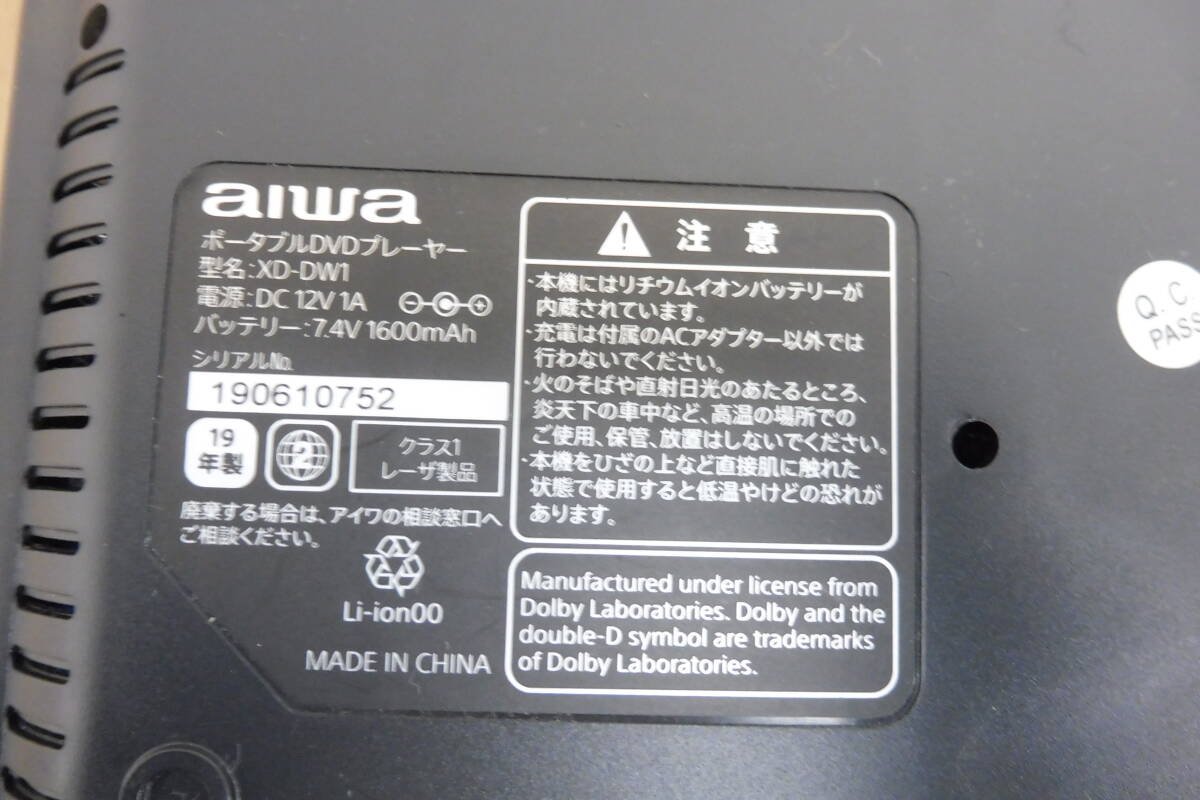 aiwa
ポータブルDVDプレーヤー
型名:XD-DW1
電源:DC 12V 1A
バッテリー:7.4V 1600mAh
シリアルNo.
190610752
19
年製
2
クラス1
レーザ製品
廃棄する場合は、アイワの相談窓口へ
ご相談ください。
Li-ion00
MADE IN CHINA
注 意
・本機にはリチウムイオンバッテリーが
内蔵されています。
・充電は付属のACアダプター以外では
行わないでください。
・火のそばや直射日光のあたるところ、
炎天下の車中など、高温の場所での
ご使用、保管、放置はしないでください。
・本機をひざの上など直接肌に触れた
状態で使用すると低温やけどの恐れが
あります。
Manufactured under license from
Dolby Laboratories. Dolby and the
double-D symbol are trademarks
of Dolby Laboratories.
Q.C.
PASS